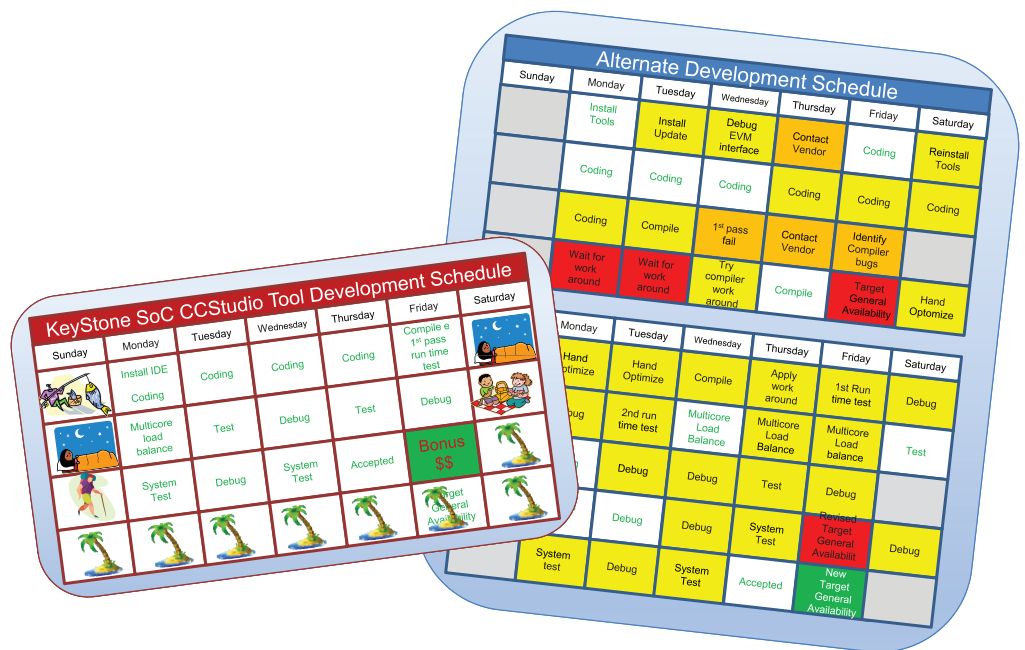 Alternate Development Schedule
Sunday
Monday
Tuesday
Wednesday
Thursday
Friday
Saturday
Install
Tools
Install
Update
Debug
EVM
interface
Contact
Vendor
Coding
Reinstall
Tools
Coding
Coding
Coding
Coding
Coding
Coding
Coding
Compile
1st pass
fail
Contact
Vendor
Identify
Compiler
bugs
Wait for
work
around
Wait for
work
around
Try
compiler
work
around
Compile
Target
General
Availability
Hand
Optomize
Monday
Tuesday
Wednesday
Thursday
Friday
Saturday
Hand
Hand
Optimize
Compile
Apply
work
around
1st Run
time test
Debug
2nd run
time test
Multicore
Load
Balance
Multicore
Load
Balance
Multicore
Load
balance
Test
Debug
Debug
Test
Debug
Debug
Debug
System
Test
Revised
Target
General
Availabilit
Debug
System
test
Debug
System
Test
Accepted
New
Target
General
Availability
KeyStone SoC CCStudio Tool Development Schedule
Sunday
Monday
Tuesday
Wednesday
Thursday
Friday
Saturday
Install IDE
Coding
Coding
Coding
Coding
Compile e
1st pass
run time
test
Multicore
load
balance
Test
Debug
Test
Debug
System
Test
Debug
System
Test
Accepted
Bonus
$$
Target
General
Availability